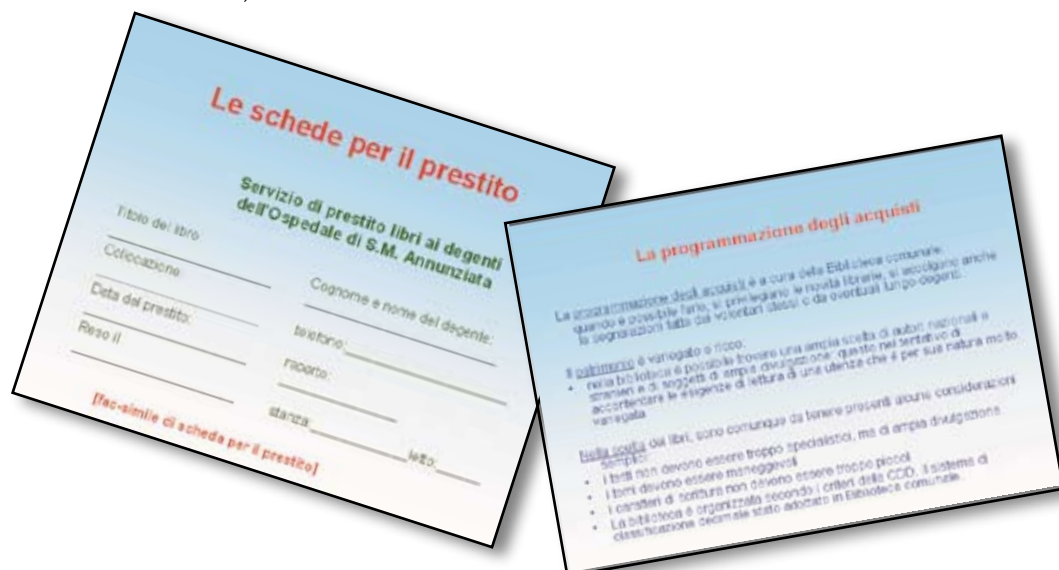 Le schede per il prestito
Servizio di prestito libri ai degenti
dell'Ospedale di S.M. Annunziata
Titolo del libro
Collocazione:
Data del prestito:
Reso il
Cognome e nome del degente:
telefono:
reparto:
stanza: letto:
[fac-simile di scheda per il prestito]
La programmazione degli acquisti
La programmazione degli acquisti è a cura della Biblioteca comunale:
quando è possibile farlo, si privilegiano le novità librarie, si accolgono anche
le segnalazioni fatte dai volontari stessi o da eventuali lungo degenti.
Il patrimonio è variegato e ricco:
• nella biblioteca è possibile trovare una ampia scelta di autori nazionali e
stranieri e di soggetti di ampia divulgazione: questo nel tentativo di
accontentare le esigenze di lettura di una utenza che è per sua natura molto
variegata
Nella scelta dei libri, sono comunque da tenere presenti alcune considerazioni
semplici:
• I testi non devono essere troppo specialistici, ma di ampia divulgazione
• I tomi devono essere maneggevoli
• I caratteri di scrittura non devono essere troppo piccoli
• La biblioteca è organizzata secondo i criteri della CDD, il sistema di
classificazione decimale stato adottato in Biblioteca comunale